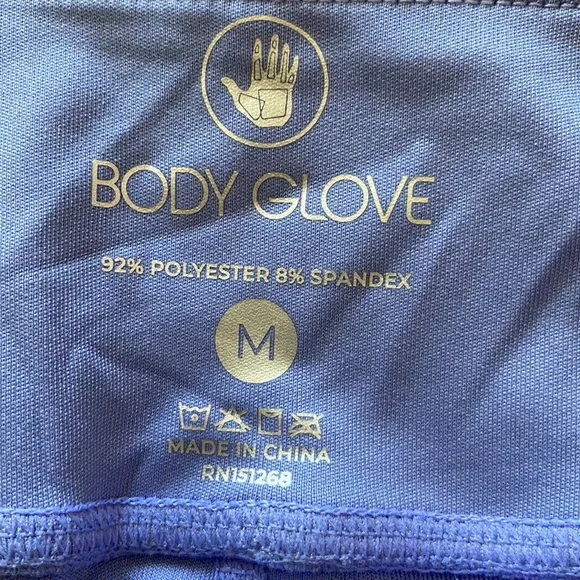 BODY GLOVE
92% POLYESTER 8% SPANDEX
M
MADE IN CHINA
RN151268